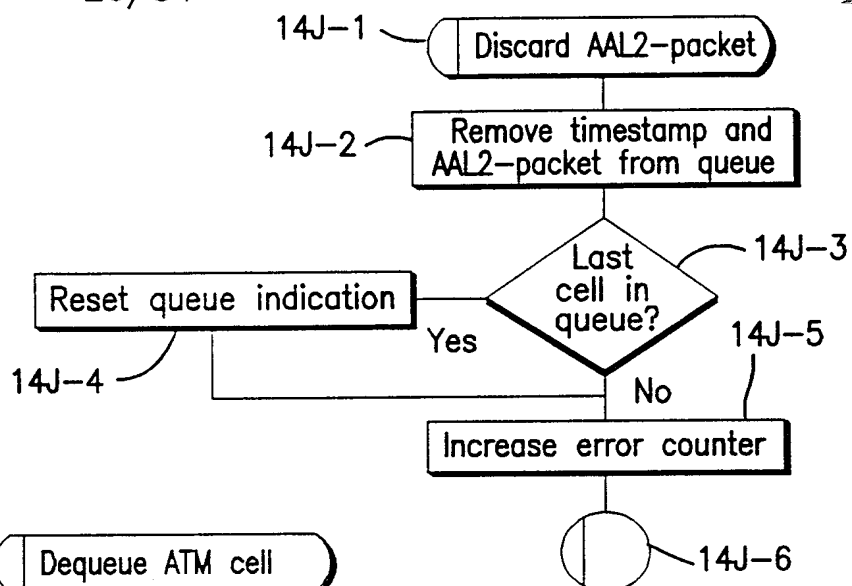 14J-1
Discard AAL2-packet
14J-2
Remove timestamp and
AAL2-packet from queue
14J-3
Last
cell in
queue?
Reset queue indication
Yes
14J-4
14J-5
No
Increase error counter
14J-6
Dequeue ATM cell